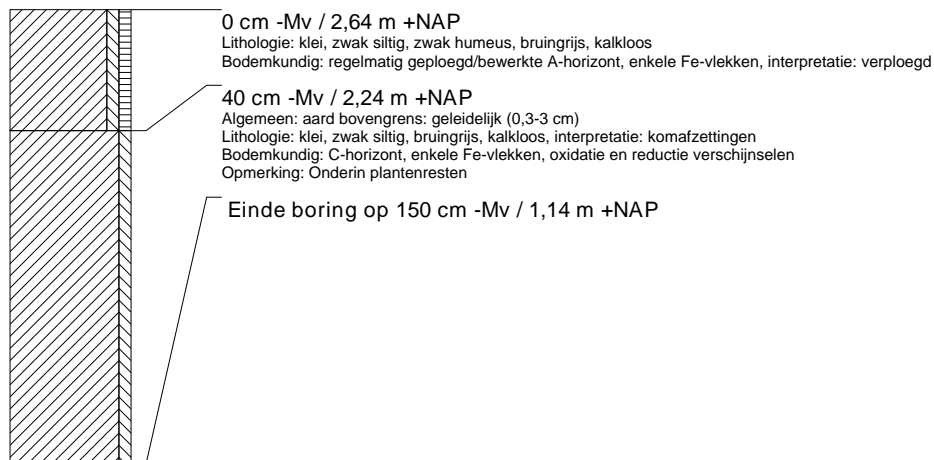 0 cm -Mv / 2,64 m +NAP
Lithologie: klei, zwak siltig, zwak humeus, bruingrijs, kalkloos
Bodemkundig: regelmatig geploegd/bewerkte A-horizont, enkele Fe-vlekken, interpretatie: verploegd
40 cm -Mv / 2,24 m +NAP
Algemeen: aard bovengrens: geleidelijk (0,3-3 cm)
Lithologie: klei, zwak siltig, bruingrijs, kalkloos, interpretatie: komafzettingen
Bodemkundig: C-horizont, enkele Fe-vlekken, oxidatie en reductie verschijnselen
Opmerking: Onderin plantenresten
Einde boring op 150 cm -Mv / 1,14 m +NAP